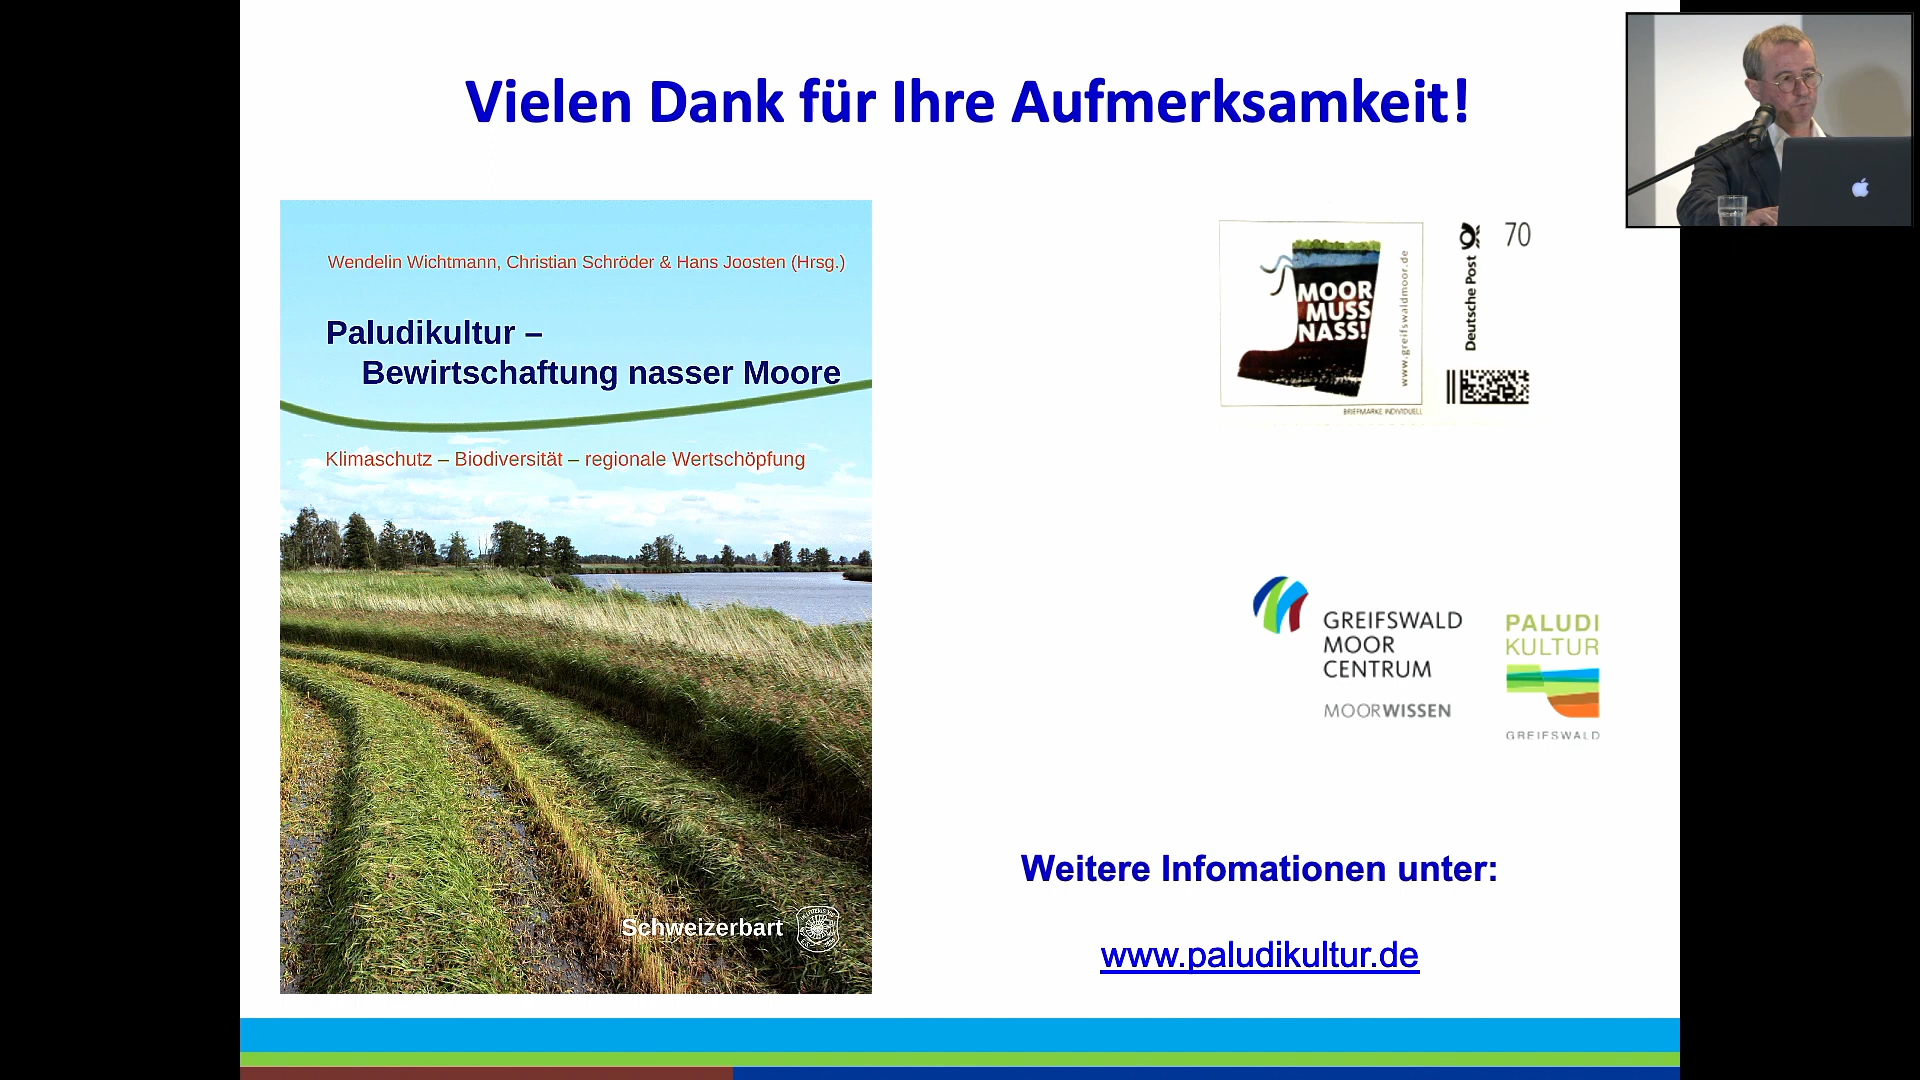 Vielen Dank für Ihre Aufmerksamkeit!
Wendelin Wichtmann, Christian Schröder & Hans Joosten (Hrsg.)
Paludikultur –
Bewirtschaftung nasser Moore
Klimaschutz – Biodiversität – regionale Wertschöpfung
Schweizerbart
MOOR
MUSS
NASS!
www.greifswaldmoor.de
BRIEFMARKE INDIVIDUELL
Deutsche Post
70
GREIFSWALD
MOOR
CENTRUM
MOORWISSEN
PALUDI
KULTUR
GREIFSWALD
Weitere Infomationen unter:
www.paludikultur.de